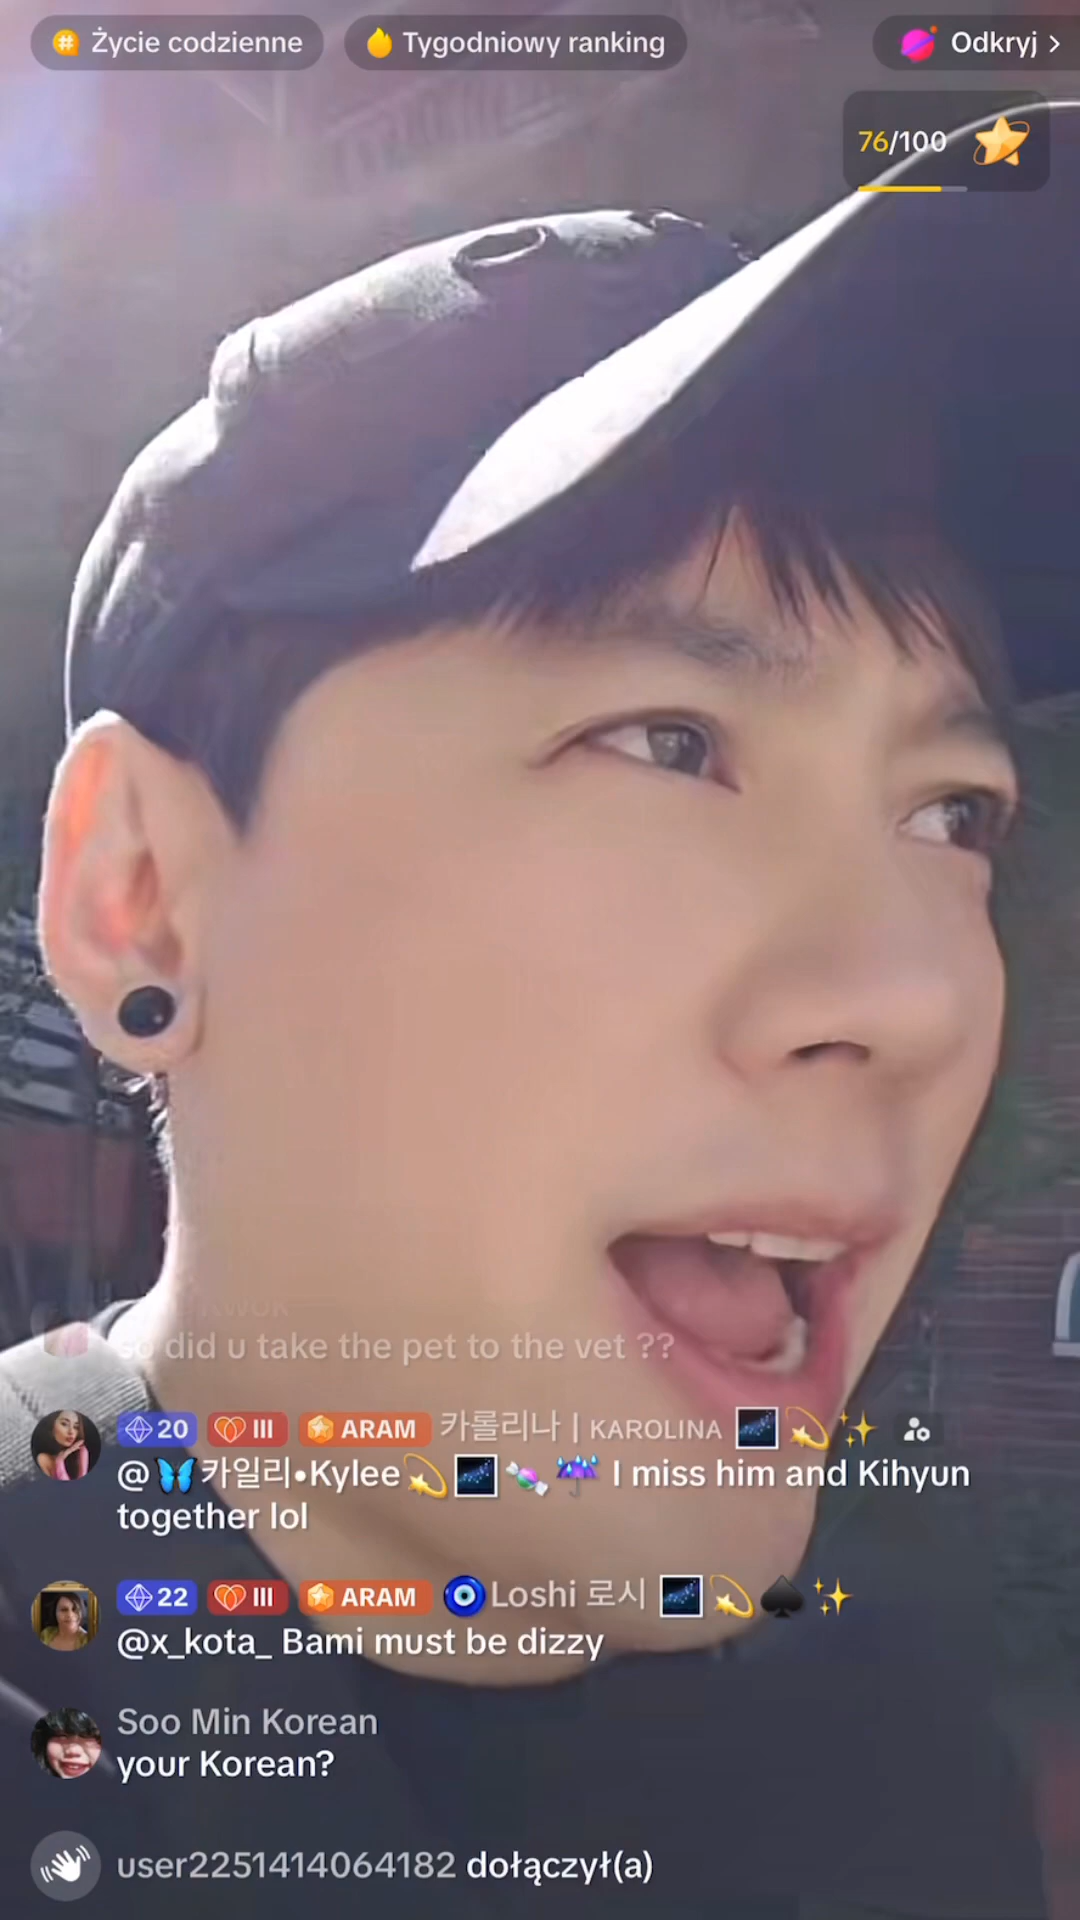 Życie codzienne
Tygodniowy ranking
Odkryj >
76/100
so did u take the pet to the vet ??
20 III ARAM 카롤리나 | KAROLINA
@🦋카일리•Kylee💫🌌🍬☔ I miss him and Kihyun
together lol
22 III ARAM 🧿Loshi 로시 🌌💫♠️✨
@x_kota_ Bami must be dizzy
Soo Min Korean
your Korean?
user2251414064182 dołączył(a)